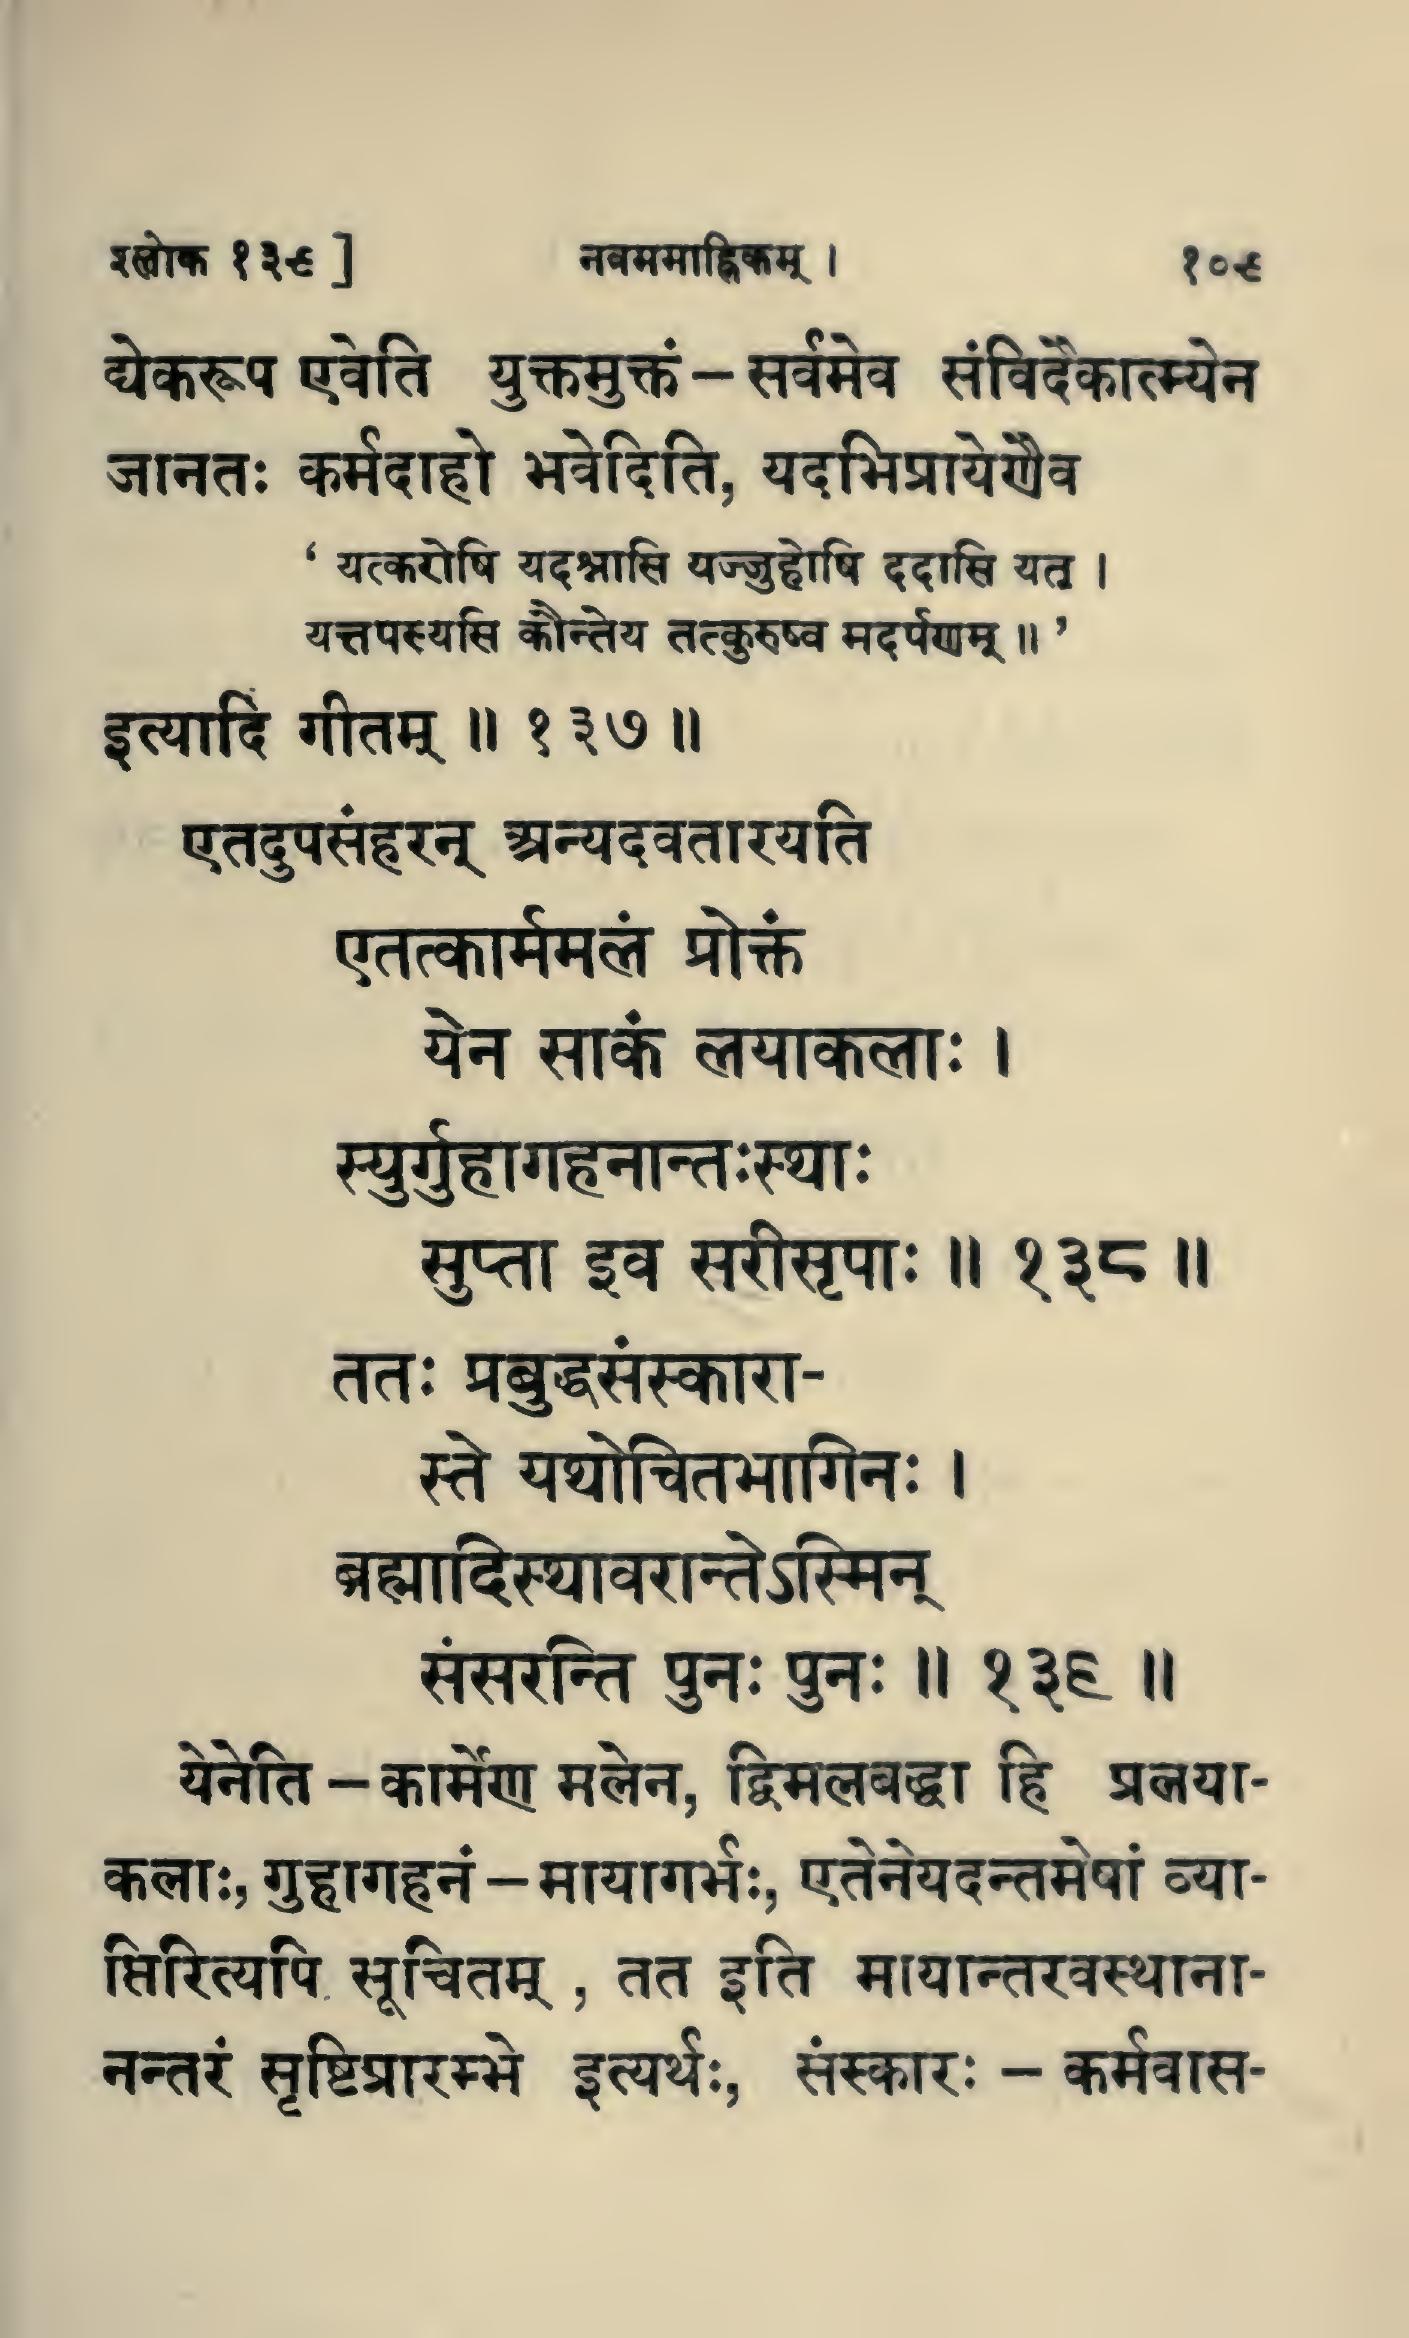 श्लोक १३९ ] नवममाह्निकम् । १०९
द्येकरूप एवेति युक्तमुक्तं – सर्वमेव संविदैकात्म्येन
जानतः कर्मदाहो भवेदिति, यदभिप्रायेणैव
‘ यत्करोषि यदश्नासि यज्जुहोषि ददासि यत् ।
यत्तपस्यसि कौन्तेय तत्कुरुष्व मदर्पणम् ॥ ’
इत्यादि गीतम् ॥ १३७ ॥
एतदुपसंहरन् अन्यदवतारयति
एतत्कार्ममलं प्रोक्तं
येन साकं लयाकलाः ।
स्युर्गुहागहनान्तःस्थाः
सुप्ता इव सरीसृपाः ॥ १३८ ॥
ततः प्रबुद्धसंस्कारा-
स्ते यथोचितभागिनः ।
ब्रह्मादिस्थावरान्तेऽस्मिन्
संसरन्ति पुनः पुनः ॥ १३९ ॥
येनेति – कार्मेण मलेन, द्विमलबद्धा हि प्रलया-
कलाः, गुहागहनं – मायागर्भः, एतेनेयदन्तमेषां व्या-
प्तिरित्यपि सूचितम् , तत इति मायान्तरवस्थाना-
नन्तरं सृष्टिप्रारम्भे इत्यर्थः, संस्कारः – कर्मवास-